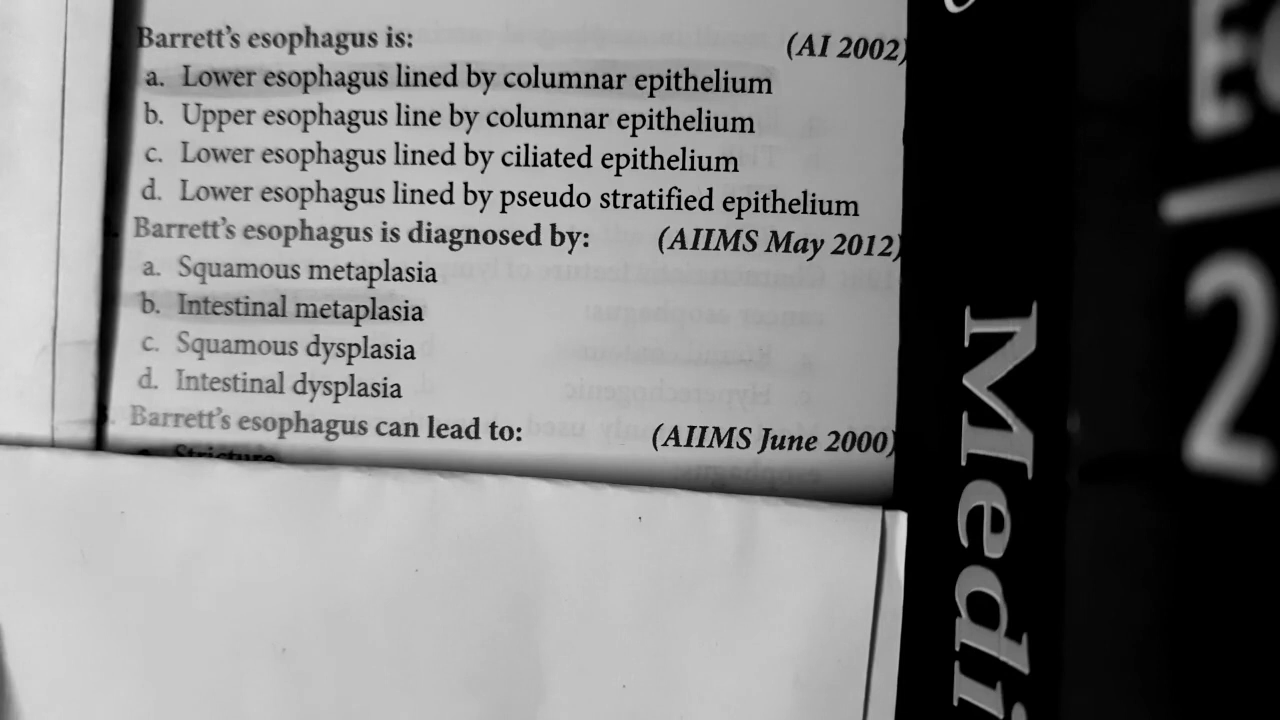 Barrett's esophagus is: (AI 2002)
a. Lower esophagus lined by columnar epithelium
b. Upper esophagus line by columnar epithelium
c. Lower esophagus lined by ciliated epithelium
d. Lower esophagus lined by pseudo stratified epithelium
Barrett's esophagus is diagnosed by: (AIIMS May 2012)
a. Squamous metaplasia
b. Intestinal metaplasia
c. Squamous dysplasia
d. Intestinal dysplasia
Barrett's esophagus can lead to: (AIIMS June 2000)
Stricture
Medi
2